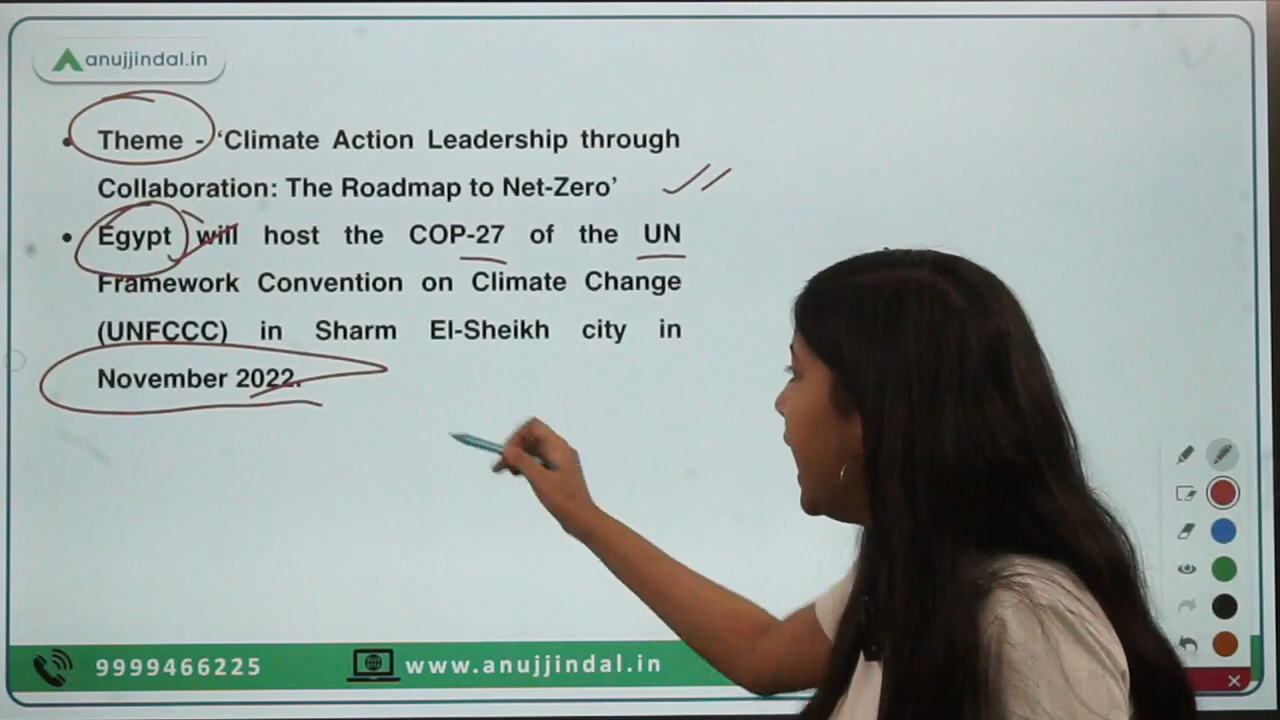 anujjindal.in
• Theme - ‘Climate Action Leadership through
Collaboration: The Roadmap to Net-Zero’
• Egypt will host the COP-27 of the UN
Framework Convention on Climate Change
(UNFCCC) in Sharm El-Sheikh city in
November 2022.
9999466225
www.anujjindal.in